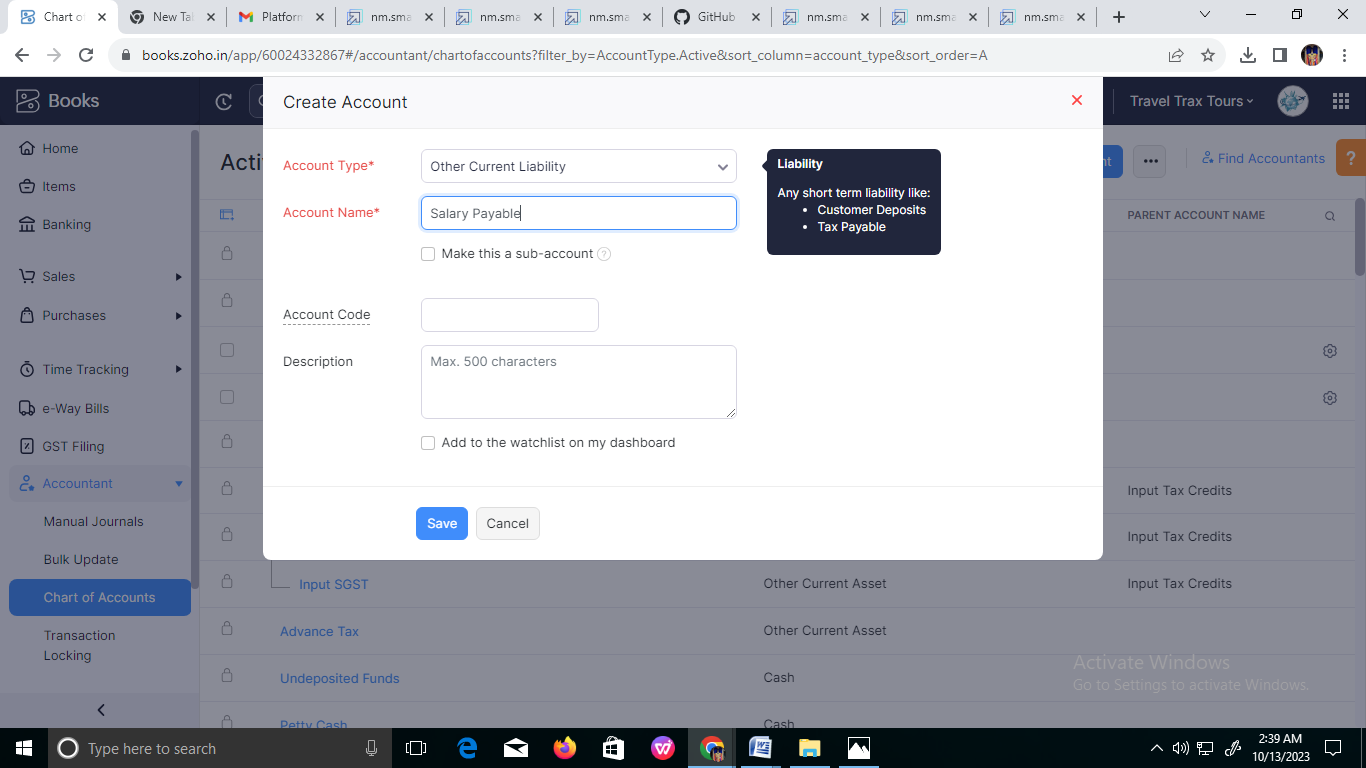 Chart of
New Tal
Platform
nm.sma
nm.sma
nm.sma
GitHub
nm.sma
nm.sma
nm.sma
books.zoho.in/app/60024332867#/accountant/chartofaccounts?filter_by=AccountType.Active&sort_column=account_type&sort_order=A
Books
Travel Trax Tours
Create Account
Home
Items
Banking
Sales
Purchases
Time Tracking
e-Way Bills
GST Filing
Accountant
Manual Journals
Bulk Update
Chart of Accounts
Transaction
Locking
Acti
nt
Find Accountants
?
PARENT ACCOUNT NAME
Account Type*
Other Current Liability
Account Name*
Salary Payable
Make this a sub-account ?
Liability
Any short term liability like:
• Customer Deposits
• Tax Payable
Account Code
Description
Max. 500 characters
Add to the watchlist on my dashboard
Save
Cancel
Input Tax Credits
Input Tax Credits
Input SGST
Other Current Asset
Input Tax Credits
Advance Tax
Other Current Asset
Undeposited Funds
Cash
Petty Cash
Cash
Activate Windows
Go to Settings to activate Windows.
Type here to search
2:39 AM
10/13/2023